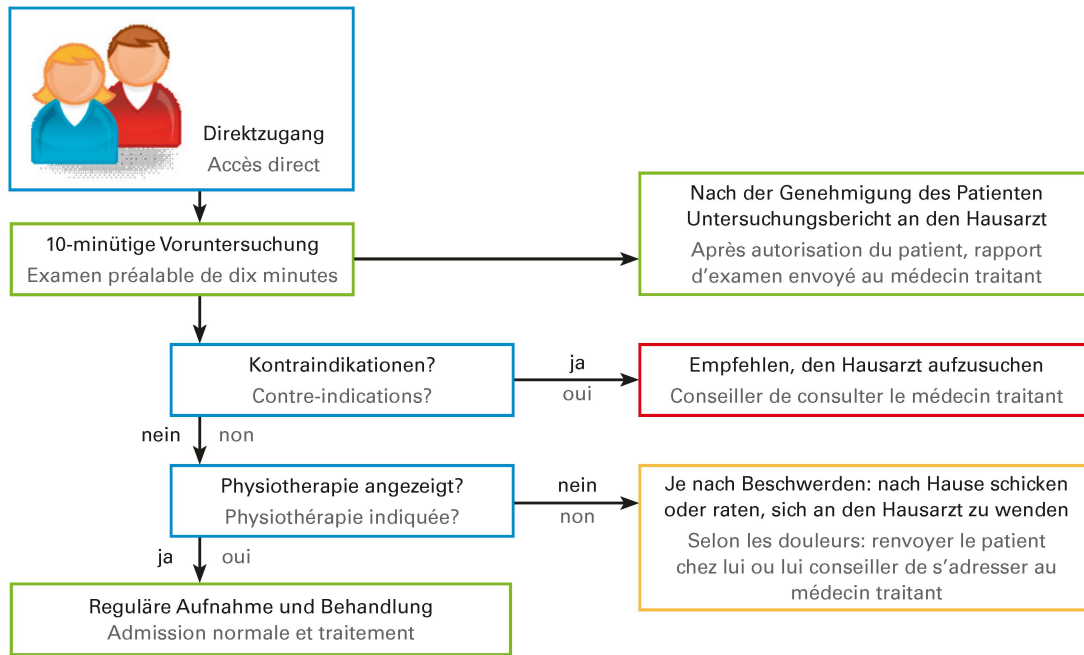 Direktzugang
Accès direct
10-minütige Voruntersuchung
Examen préalable de dix minutes
Nach der Genehmigung des Patienten
Untersuchungsbericht an den Hausarzt
Après autorisation du patient, rapport
d'examen envoyé au médecin traitant
Kontraindikationen?
Contre-indications?
ja
oui
Empfehlen, den Hausarzt aufzusuchen
Conseiller de consulter le médecin traitant
nein non
Physiotherapie angezeigt?
Physiothérapie indiquée?
nein
non
Je nach Beschwerden: nach Hause schicken
oder raten, sich an den Hausarzt zu wenden
Selon les douleurs: renvoyer le patient
chez lui ou lui conseiller de s'adresser au
médecin traitant
ja oui
Reguläre Aufnahme und Behandlung
Admission normale et traitement